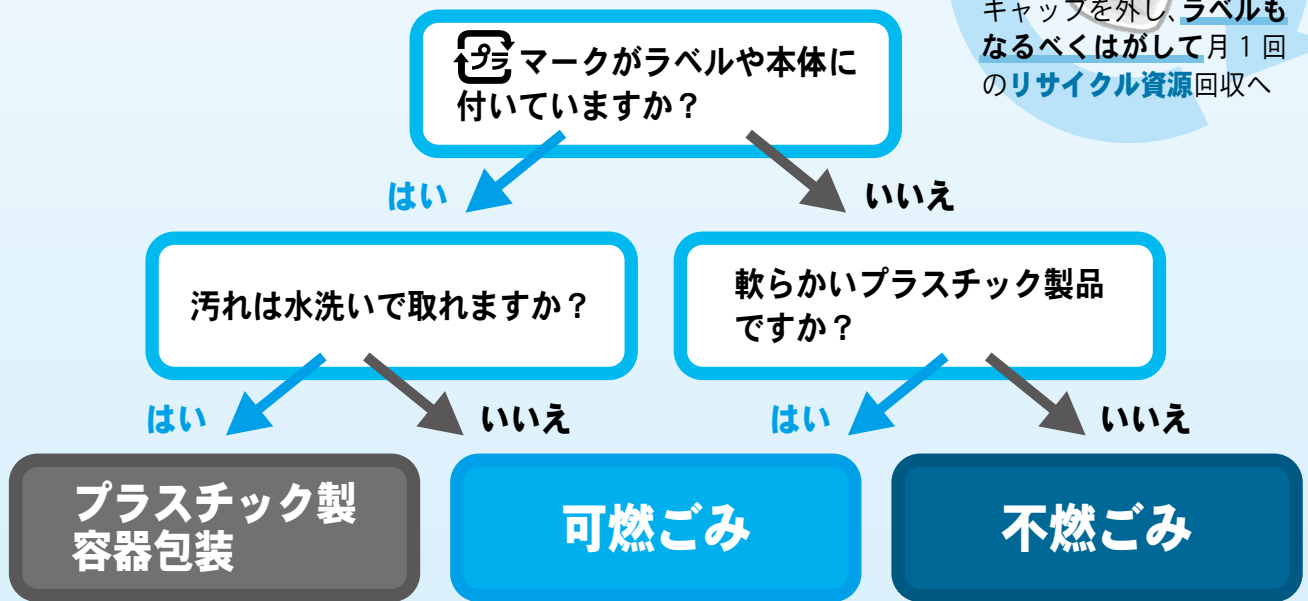 キャップを外し、ラベルも
なるべくはがして月1回
のリサイクル資源回収へ
プラ マークがラベルや本体に
付いていますか？
はい
いいえ
汚れは水洗いで取れますか？
軟らかいプラスチック製品
ですか？
はい
いいえ
はい
いいえ
プラスチック製
容器包装
可燃ごみ
不燃ごみ